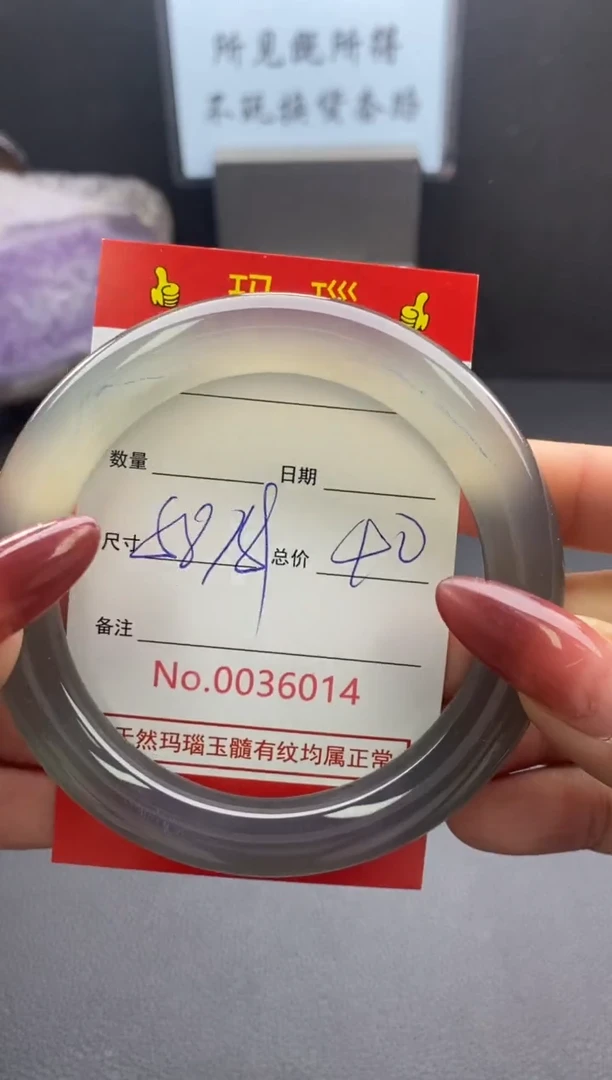 所见既所得
不玩换货套路
玛瑙
数量 日期
尺寸 58 总价 40
备注
No.0036014
天然玛瑙玉髓有纹均属正常